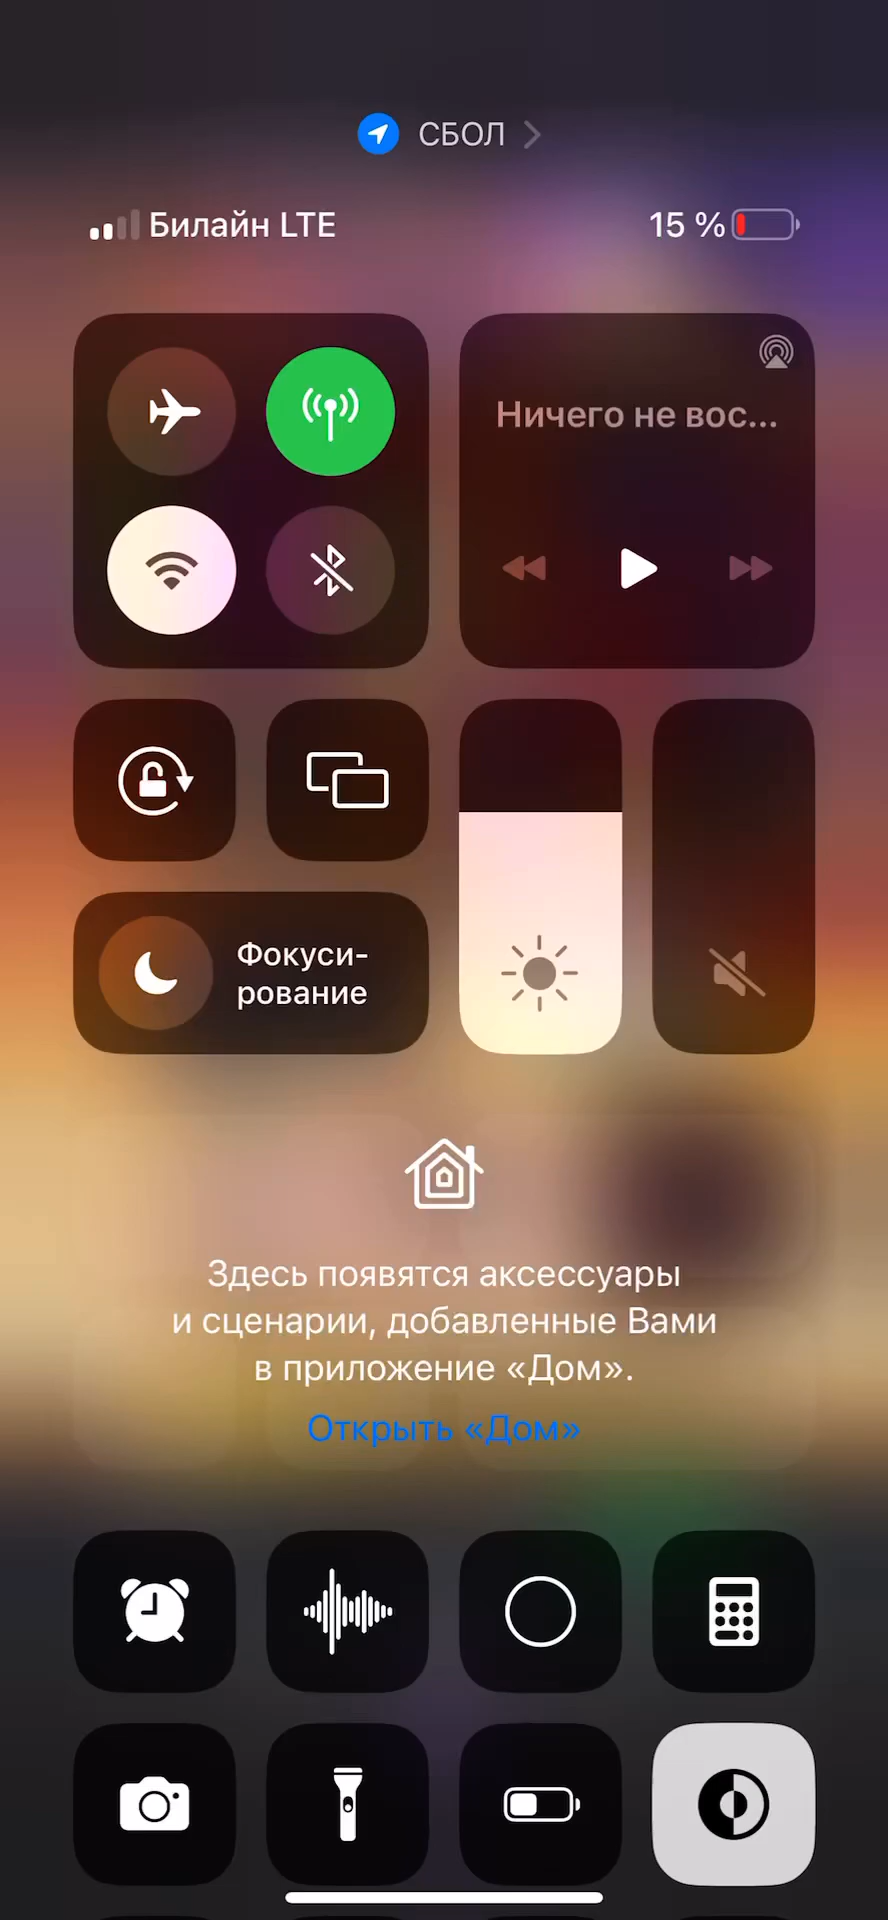 СБОЛ
Билайн LTE
15 %
Ничего не вос...
Фокуси-
рование
Здесь появятся аксессуары
и сценарии, добавленные Вами
в приложение «Дом».
Открыть «Дом»